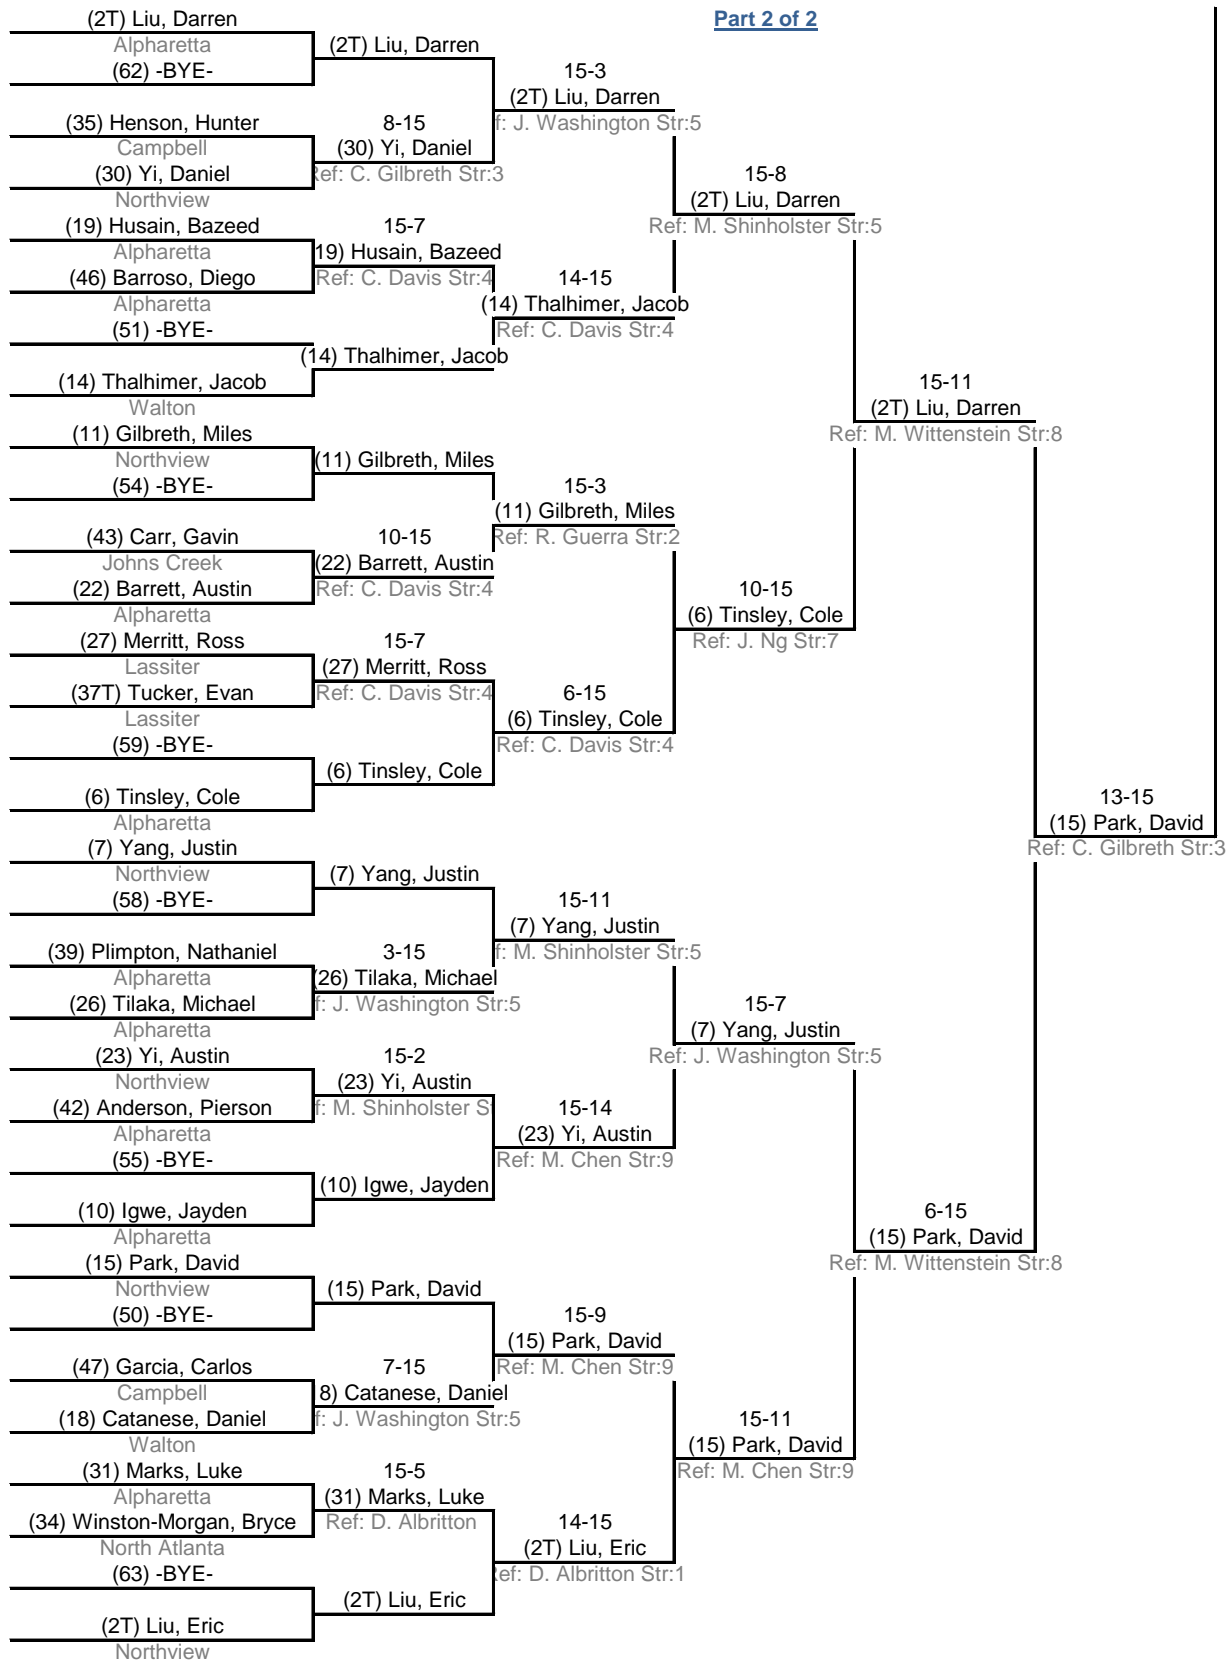 Part 2 of 2
(2T) Liu, Darren
Alpharetta
(62) -BYE-
(35) Henson, Hunter
Campbell
(30) Yi, Daniel
Northview
(19) Husain, Bazeed
Alpharetta
(46) Barroso, Diego
Alpharetta
(51) -BYE-
(14) Thalhimer, Jacob
Walton
(11) Gilbreth, Miles
Northview
(54) -BYE-
(43) Carr, Gavin
Johns Creek
(22) Barrett, Austin
Alpharetta
(27) Merritt, Ross
Lassiter
(37T) Tucker, Evan
Lassiter
(59) -BYE-
(6) Tinsley, Cole
Alpharetta
(7) Yang, Justin
Northview
(58) -BYE-
(39) Plimpton, Nathaniel
Alpharetta
(26) Tilaka, Michael
Alpharetta
(23) Yi, Austin
Northview
(42) Anderson, Pierson
Alpharetta
(55) -BYE-
(10) Igwe, Jayden
Alpharetta
(15) Park, David
Northview
(50) -BYE-
(47) Garcia, Carlos
Campbell
(18) Catanese, Daniel
Walton
(31) Marks, Luke
Alpharetta
(34) Winston-Morgan, Bryce
North Atlanta
(63) -BYE-
(2T) Liu, Eric
Northview
(2T) Liu, Darren
8-15
(30) Yi, Daniel
Ref: C. Gilbreth Str:3
15-7
19) Husain, Bazeed
Ref: C. Davis Str:4
(14) Thalhimer, Jacob
(11) Gilbreth, Miles
10-15
(22) Barrett, Austin
Ref: C. Davis Str:4
15-7
(27) Merritt, Ross
Ref: C. Davis Str:4
(6) Tinsley, Cole
(7) Yang, Justin
3-15
(26) Tilaka, Michael
f: J. Washington Str:5
15-2
(23) Yi, Austin
f: M. Shinholster S
(10) Igwe, Jayden
(15) Park, David
7-15
8) Catanese, Daniel
f: J. Washington Str:5
15-5
(31) Marks, Luke
Ref: D. Albritton
(2T) Liu, Eric
15-3
(2T) Liu, Darren
f: J. Washington Str:5
14-15
(14) Thalhimer, Jacob
Ref: C. Davis Str:4
15-3
(11) Gilbreth, Miles
Ref: R. Guerra Str:2
6-15
(6) Tinsley, Cole
Ref: C. Davis Str:4
15-11
(7) Yang, Justin
f: M. Shinholster Str:5
15-14
(23) Yi, Austin
Ref: M. Chen Str:9
15-9
(15) Park, David
Ref: M. Chen Str:9
14-15
(2T) Liu, Eric
Ref: D. Albritton Str:1
15-8
(2T) Liu, Darren
Ref: M. Shinholster Str:5
10-15
(6) Tinsley, Cole
Ref: J. Ng Str:7
15-7
(7) Yang, Justin
Ref: J. Washington Str:5
15-11
(15) Park, David
Ref: M. Chen Str:9
15-11
(2T) Liu, Darren
Ref: M. Wittenstein Str:8
6-15
(15) Park, David
Ref: M. Wittenstein Str:8
13-15
(15) Park, David
Ref: C. Gilbreth Str:3